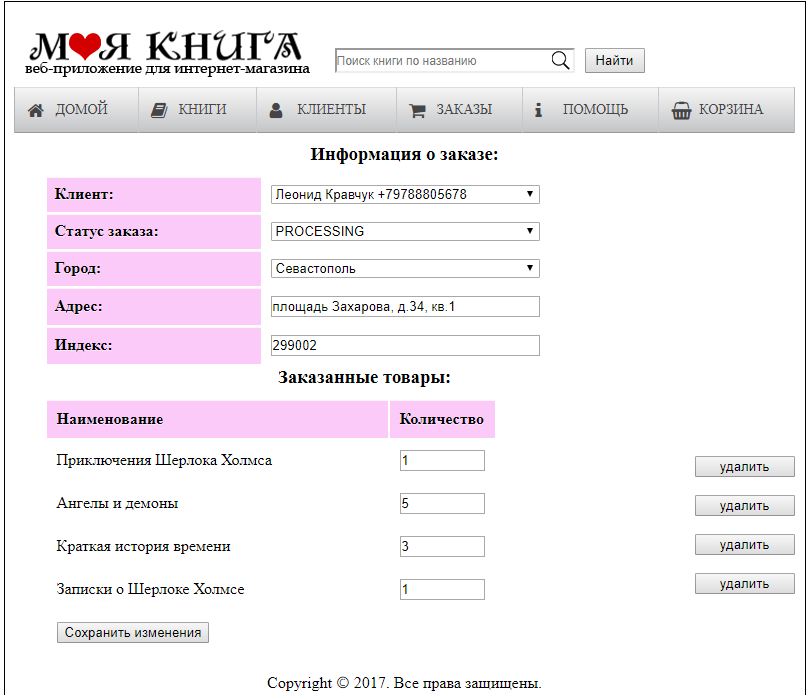 МОЯ КНИГА
веб-приложение для интернет-магазина
Поиск книги по названию
Найти
ДОМОЙ КНИГИ КЛИЕНТЫ ЗАКАЗЫ ПОМОЩЬ КОРЗИНА
Информация о заказе:
Клиент: Леонид Кравчук +79788805678
Статус заказа: PROCESSING
Город: Севастополь
Адрес: площадь Захарова, д.34, кв.1
Индекс: 299002
Заказанные товары:
Наименование Количество
Приключения Шерлока Холмса 1 удалить
Ангелы и демоны 5 удалить
Краткая история времени 3 удалить
Записки о Шерлоке Холмсе 1 удалить
Сохранить изменения
Copyright © 2017. Все права защищены.